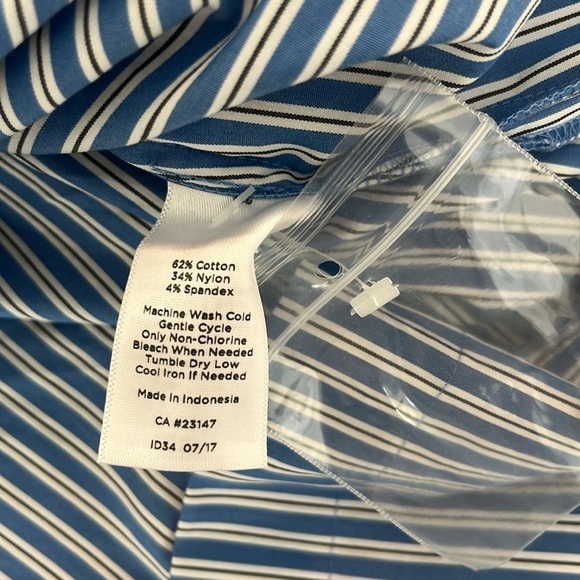 62% Cotton
34% Nylon
4% Spandex
Machine Wash Cold
Gentle Cycle
Only Non-Chlorine
Bleach When Needed
Tumble Dry Low
Cool Iron If Needed
Made in Indonesia
CA #23147
ID34 07/17